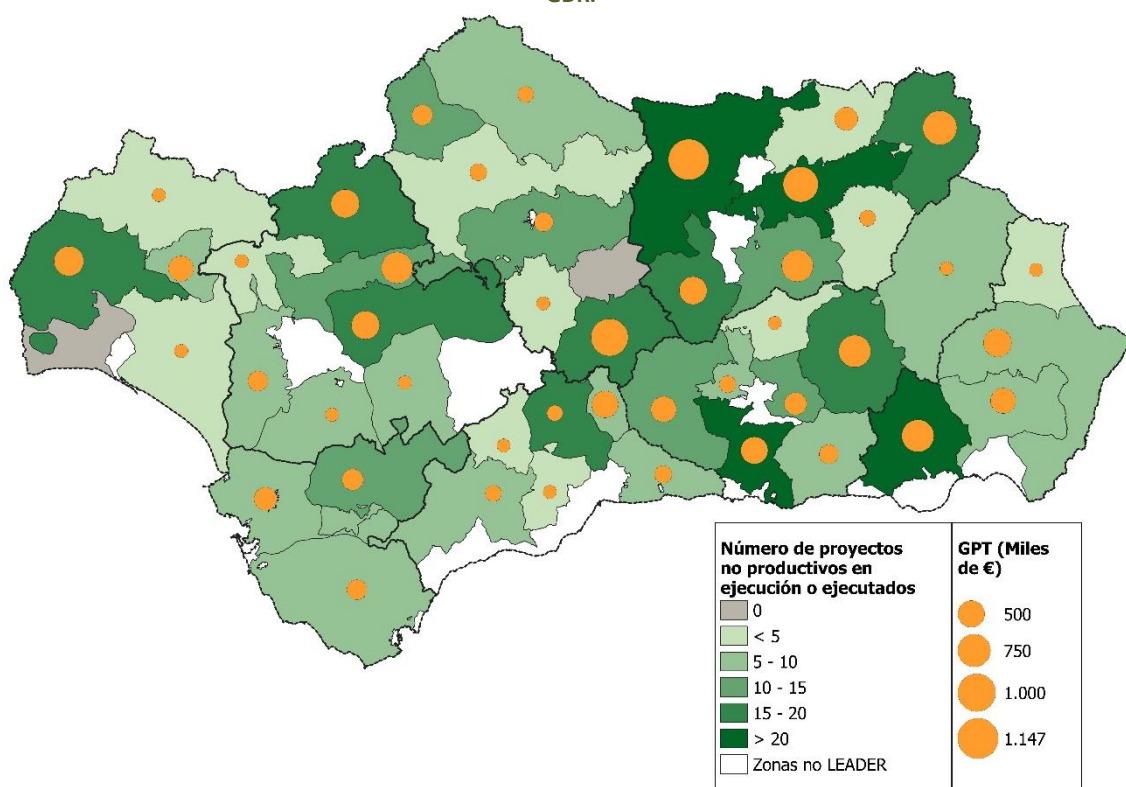 GDR.
Número de proyectos
no productivos en
ejecución o ejecutados
0
< 5
5 - 10
10 - 15
15 - 20
> 20
Zonas no LEADER
GPT (Miles
de €)
500
750
1.000
1.147